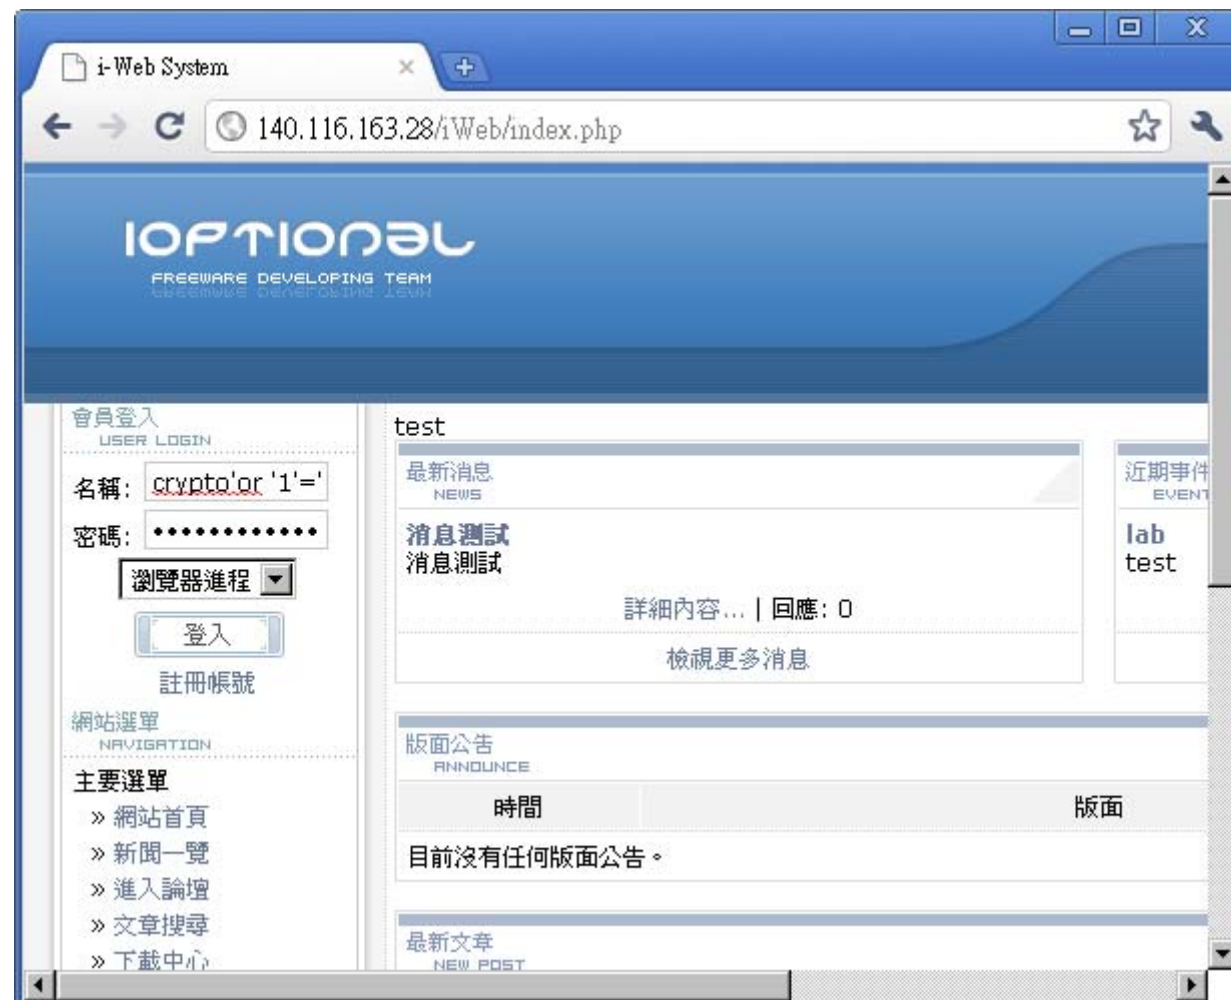 i-Web System
140.116.163.28/iWeb/index.php
IOPTIONAL
FREEWARE DEVELOPING TEAM
會員登入
USER LOGIN
名稱: crypto'or '1'='
密碼: ••••••••••••
瀏覽器進程
登入
註冊帳號
網站選單
NAVIGATION
主要選單
» 網站首頁
» 新聞一覽
» 進入論壇
» 文章搜尋
» 下載中心
test
最新消息
NEWS
消息測試
消息測試
詳細內容... | 回應: 0
檢視更多消息
近期事件
EVENT
lab
test
版面公告
ANNOUNCE
時間 版面
目前沒有任何版面公告。
最新文章
NEW POST